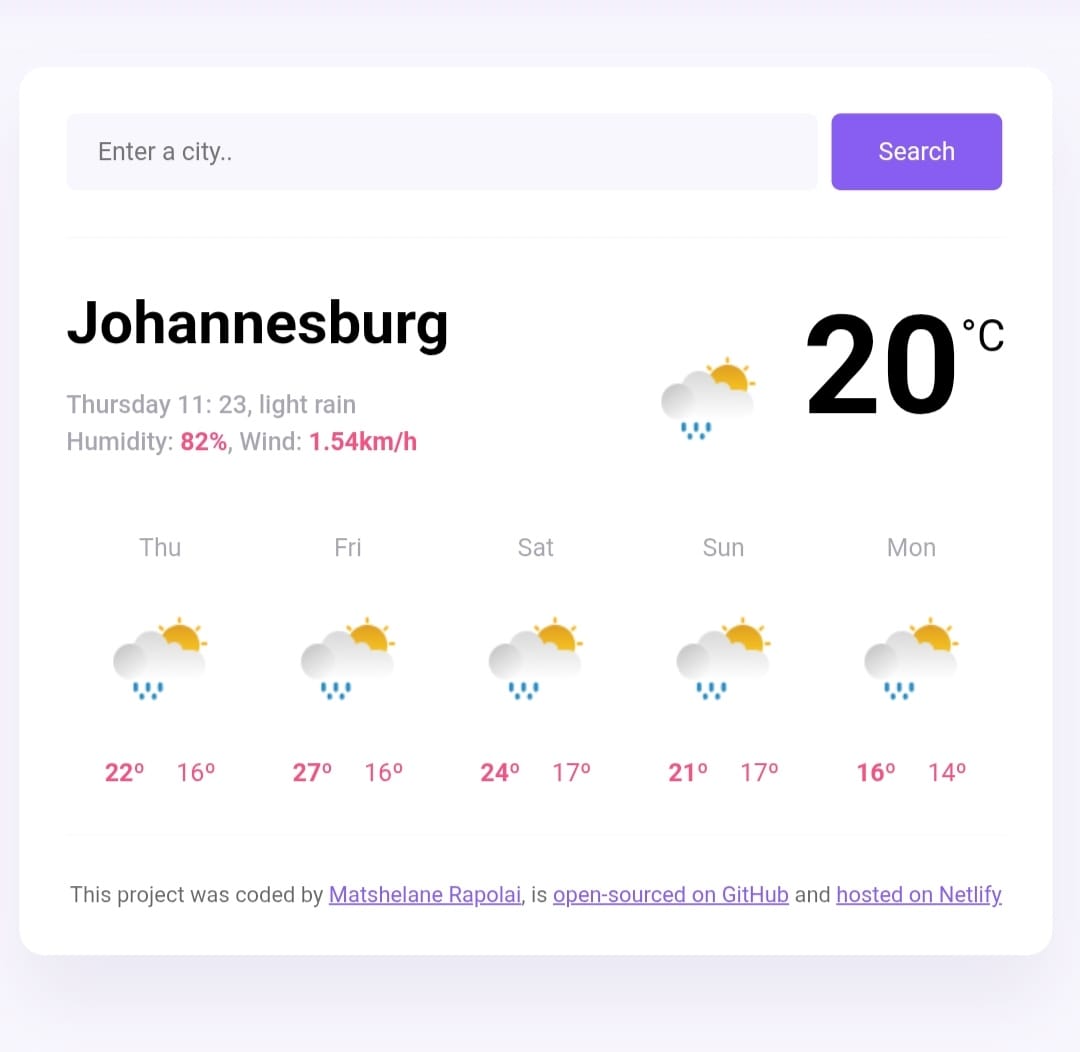 Enter a city..
Search
Johannesburg
20 °C
Thursday 11: 23, light rain
Humidity: 82%, Wind: 1.54km/h
Thu Fri Sat Sun Mon
22º 16º 27º 16º 24º 17º 21º 17º 16º 14º
This project was coded by Matshelane Rapolai, is open-sourced on GitHub and hosted on Netlify